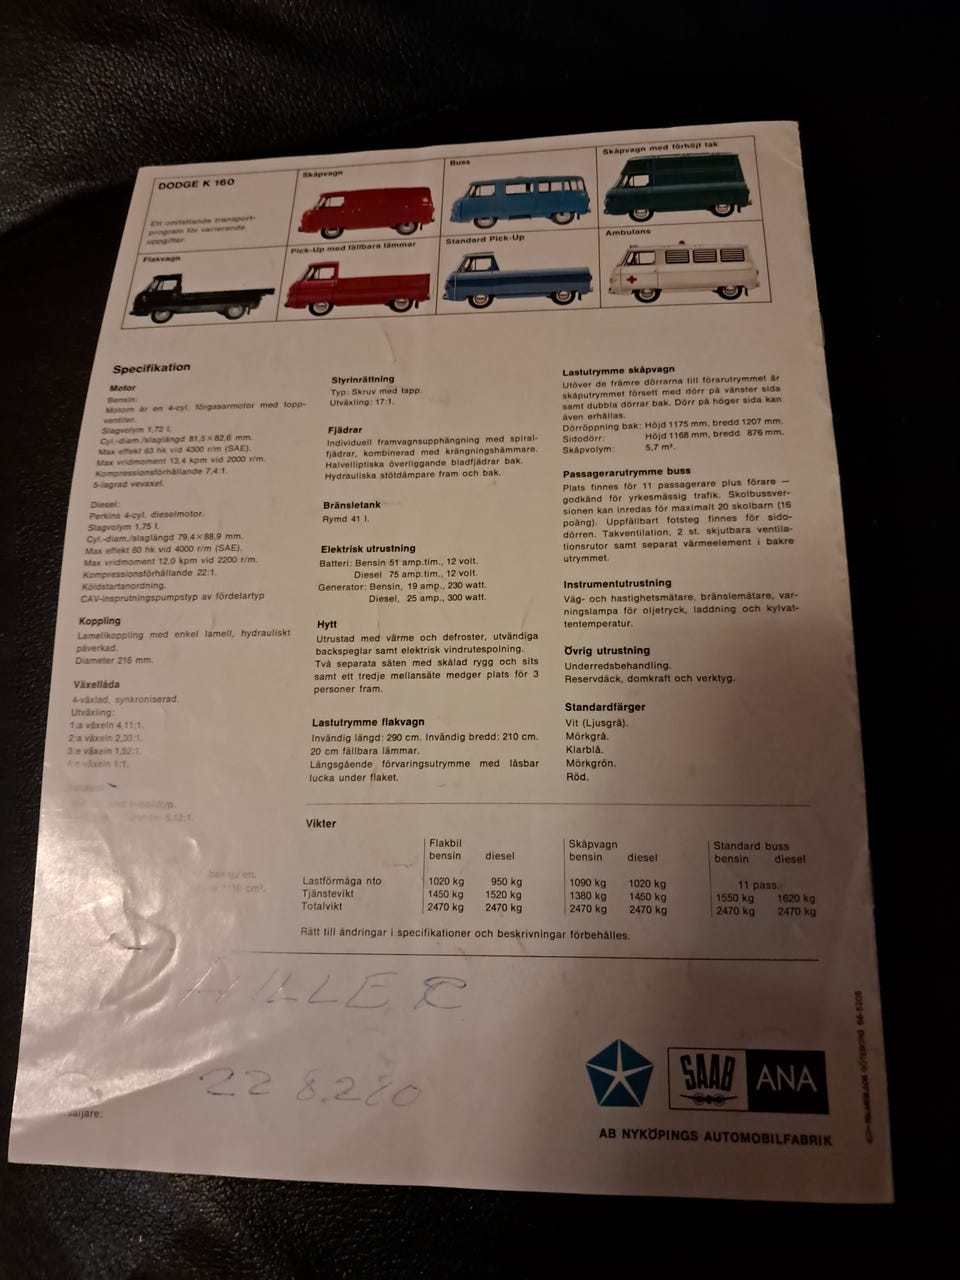 DODGE K 160
Ett omfattande transport-
program för varierande
uppgifter.
Skåpvagn
Buss
Skåpvagn med förhöjt tak
Flakvagn
Pick-Up med fällbara lämmar
Standard Pick-Up
Ambulans
Specifikation
Motor
Bensin:
Motorn är en 4-cyl. förgasarmotor med topp-
ventiler.
Slagvolym 1,72 l.
Cyl.-diam./slaglängd 81,5×82,6 mm.
Max effekt 63 hk vid 4300 r/m (SAE).
Max vridmoment 13,4 kpm vid 2000 r/m.
Kompressionsförhållande 7,4:1.
5-lagrad vevaxel.
Diesel:
Perkins 4-cyl. dieselmotor.
Slagvolym 1,75 l.
Cyl.-diam./slaglängd 79,4×88,9 mm.
Max effekt 60 hk vid 4000 r/m (SAE).
Max vridmoment 12.0 kpm vid 2200 r/m.
Kompressionsförhållande 22:1.
Köldstartanordning.
CAV-insprutningspumpstyp av fördelartyp
Koppling
Lamellkoppling med enkel lamell, hydrauliskt
påverkad.
Diameter 216 mm.
Växellåda
4-växlad, synkroniserad.
Utväxling:
1:a växeln 4,11:1.
2:a växeln 2,33:1.
3:e växeln 1,52:1.
4:e växeln 1:1.
5,12:1.
Styrinrättning
Typ: Skruv med tapp.
Utväxling: 17:1.
Fjädrar
Individuell framvagnsupphängning med spiral-
fjädrar, kombinerad med krängningshämmare.
Halvelliptiska överliggande bladfjädrar bak.
Hydrauliska stötdämpare fram och bak.
Bränsletank
Rymd 41 l.
Elektrisk utrustning
Batteri: Bensin 51 amp.tim., 12 volt.
Diesel 75 amp.tim., 12 volt.
Generator: Bensin, 19 amp., 230 watt.
Diesel, 25 amp., 300 watt.
Hytt
Utrustad med värme och defroster, utvändiga
backspeglar samt elektrisk vindrutespolning.
Två separata säten med skålad rygg och sits
samt ett tredje mellansäte medger plats för 3
personer fram.
Lastutrymme flakvagn
Invändig längd: 290 cm. Invändig bredd: 210 cm.
20 cm fällbara lämmar.
Längsgående förvaringsutrymme med låsbar
lucka under flaket.
Lastutrymme skåpvagn
Utöver de främre dörrarna till förarutrymmet är
skåputrymmet försett med dörr på vänster sida
samt dubbla dörrar bak. Dörr på höger sida kan
även erhållas.
Dörröppning bak: Höjd 1175 mm, bredd 1207 mm.
Sidodörr: Höjd 1168 mm, bredd 876 mm.
Skåpvolym: 5,7 m³.
Passagerarutrymme buss
Plats finnes för 11 passagerare plus förare —
godkänd för yrkesmässig trafik. Skolbussver-
sionen kan inredas för maximalt 20 skolbarn (16
poäng). Uppfällbart fotsteg finnes för sido-
dörren. Takventilation, 2 st. skjutbara ventila-
tionsrutor samt separat värmeelement i bakre
utrymmet.
Instrumentutrustning
Väg- och hastighetsmätare, bränslemätare, var-
ningslampa för oljetryck, laddning och kylvat-
tentemperatur.
Övrig utrustning
Underredsbehandling.
Reservdäck, domkraft och verktyg.
Standardfärger
Vit (Ljusgrå).
Mörkgrå.
Klarblå.
Mörkgrön.
Röd.
Vikter
Flakbil Skåpvagn Standard buss
bensin diesel bensin diesel bensin diesel
Lastförmåga nto 1020 kg 950 kg 1090 kg 1020 kg 11 pass.
Tjänstevikt 1450 kg 1520 kg 1380 kg 1450 kg 1550 kg 1620 kg
Totalvikt 2470 kg 2470 kg 2470 kg 2470 kg 2470 kg 2470 kg
Rätt till ändringar i specifikationer och beskrivningar förbehålles.
HILLER
228280
SAAB ANA
AB NYKÖPINGS AUTOMOBILFABRIK